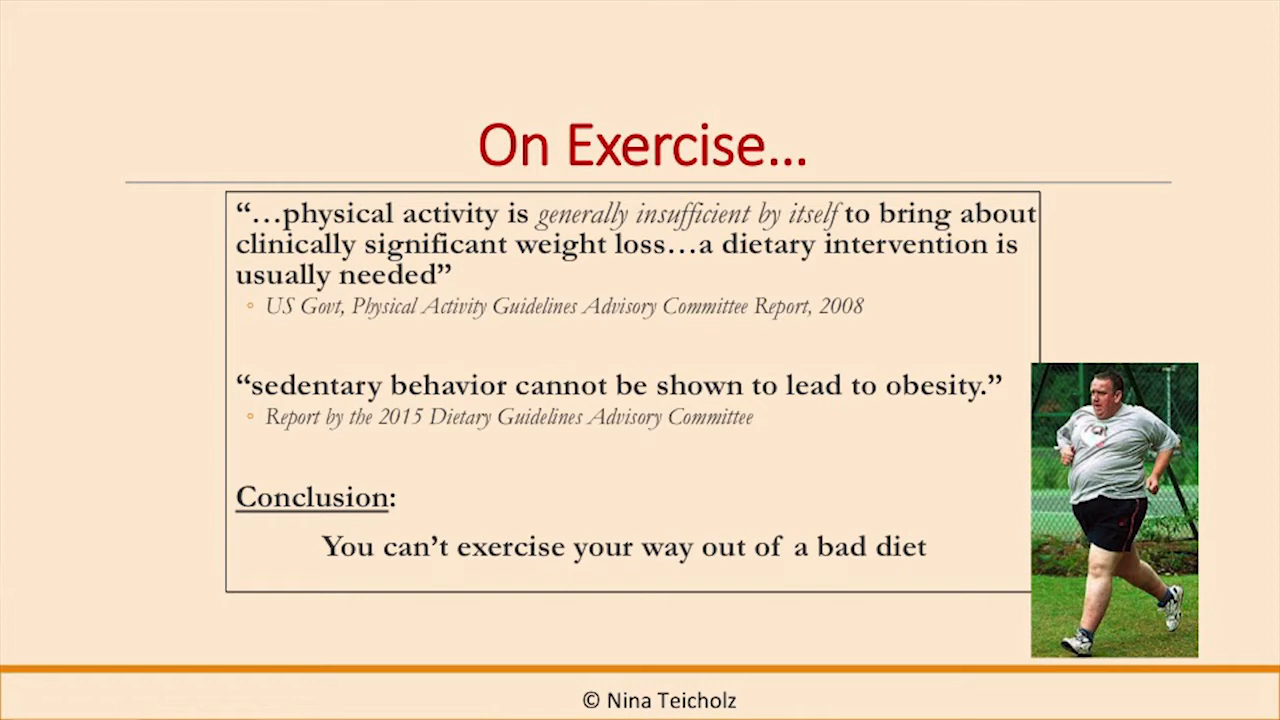 On Exercise...
“...physical activity is generally insufficient by itself to bring about
clinically significant weight loss...a dietary intervention is
usually needed”
◦ US Govt, Physical Activity Guidelines Advisory Committee Report, 2008
“sedentary behavior cannot be shown to lead to obesity.”
◦ Report by the 2015 Dietary Guidelines Advisory Committee
Conclusion:
You can’t exercise your way out of a bad diet
© Nina Teicholz